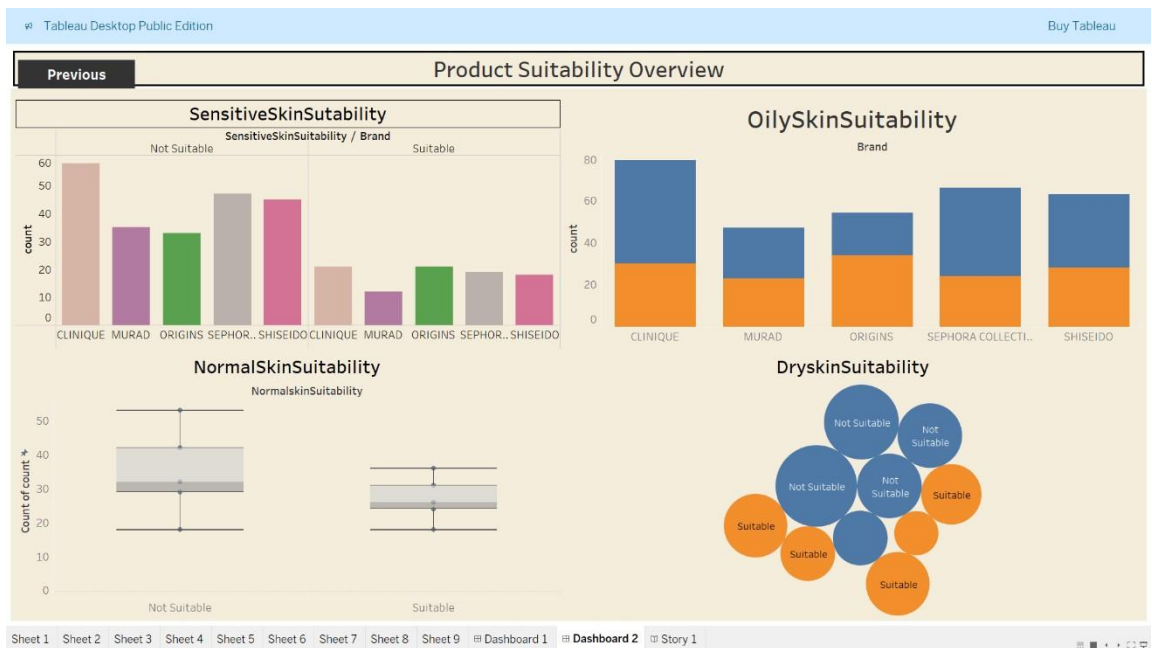 Tableau Desktop Public Edition Buy Tableau
Previous
Product Suitability Overview
SensitiveSkinSutability
SensitiveSkinSuitability / Brand
Not Suitable Suitable
60
50
40
30
20
10
0
count
CLINIQUE MURAD ORIGINS SEPHOR.. SHISEIDO CLINIQUE MURAD ORIGINS SEPHOR.. SHISEIDO
OilySkinSuitability
Brand
80
60
40
20
0
count
CLINIQUE MURAD ORIGINS SEPHORA COLLECTI.. SHISEIDO
NormalSkinSuitability
NormalskinSuitability
50
40
30
20
10
0
Count of count
Not Suitable Suitable
DryskinSuitability
Not Suitable
Not
Suitable
Not Suitable
Not
Suitable
Suitable
Suitable
Suitable
Suitable
Sheet 1 Sheet 2 Sheet 3 Sheet 4 Sheet 5 Sheet 6 Sheet 7 Sheet 8 Sheet 9 Dashboard 1 Dashboard 2 Story 1